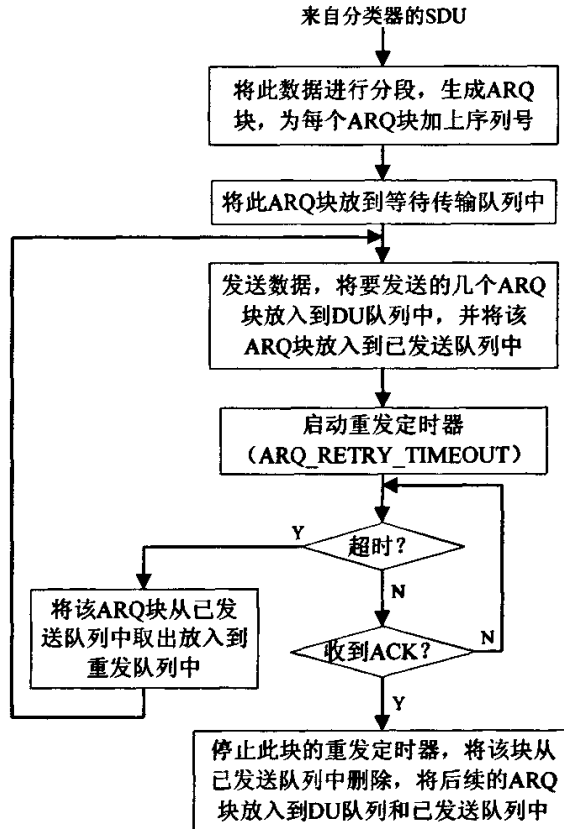 来自分类器的SDU
将此数据进行分段，生成ARQ
块，为每个ARQ块加上序列号
将此ARQ块放到等待传输队列中
发送数据，将要发送的几个ARQ
块放入到DU队列中，并将该
ARQ块放入到已发送队列中
启动重发定时器
（ARQ_RETRY_TIMEOUT）
Y
超时？
N
将该ARQ块从已发
送队列中取出放入到
重发队列中
收到ACK？
N
Y
停止此块的重发定时器，将该块从
已发送队列中删除，将后续的ARQ
块放入到DU队列和已发送队列中